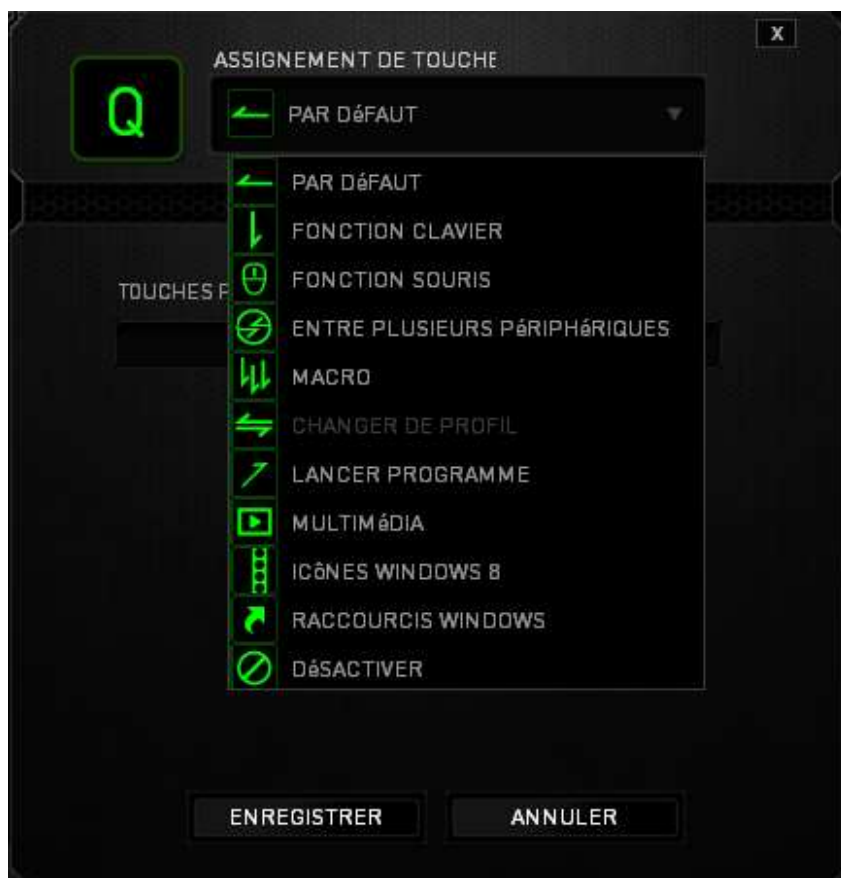 X
ASSIGNEMENT DE TOUCHE
Q
PAR DéFAUT
PAR DéFAUT
FONCTION CLAVIER
FONCTION SOURIS
TOUCHES
ENTRE PLUSIEURS PéRIPHéRIQUES
MACRO
CHANGER DE PROFIL
LANCER PROGRAMME
MULTIMéDIA
ICôNES WINDOWS 8
RACCOURCIS WINDOWS
DéSACTIVER
ENREGISTRER
ANNULER